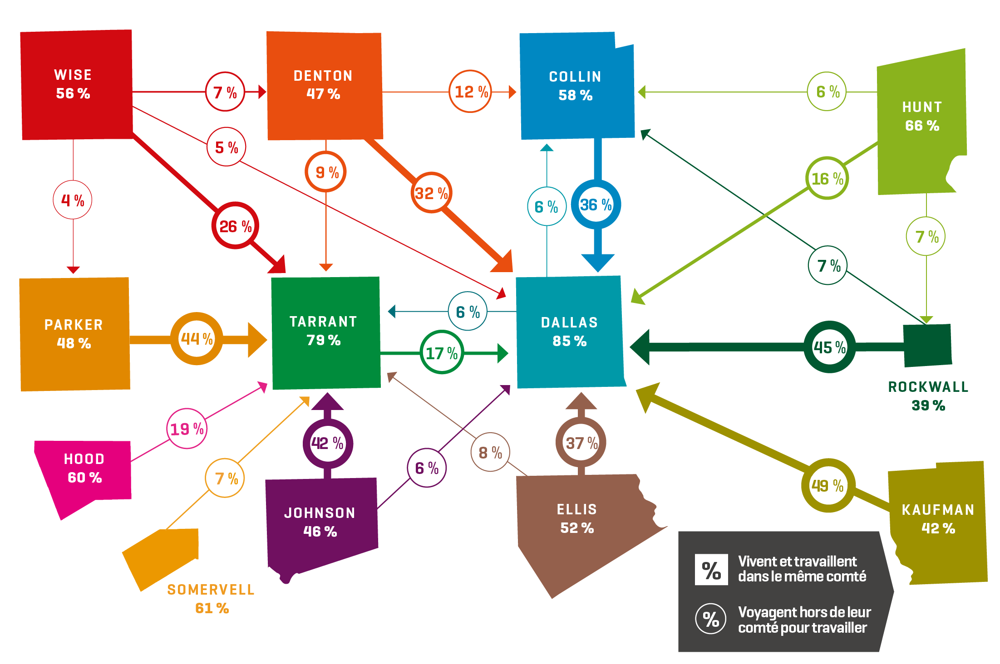 WISE
56 %
DENTON
47 %
COLLIN
58 %
HUNT
66 %
7 %
12 %
6 %
5 %
4 %
9 %
26 %
32 %
6 %
36 %
16 %
7 %
7 %
PARKER
48 %
44 %
TARRANT
79 %
6 %
17 %
DALLAS
85 %
45 %
ROCKWALL
39 %
19 %
HOOD
60 %
7 %
42 %
6 %
8 %
37 %
49 %
JOHNSON
46 %
ELLIS
52 %
KAUFMAN
42 %
SOMERVELL
61 %
% Vivent et travaillent
dans le même comté
% Voyagent hors de leur
comté pour travailler